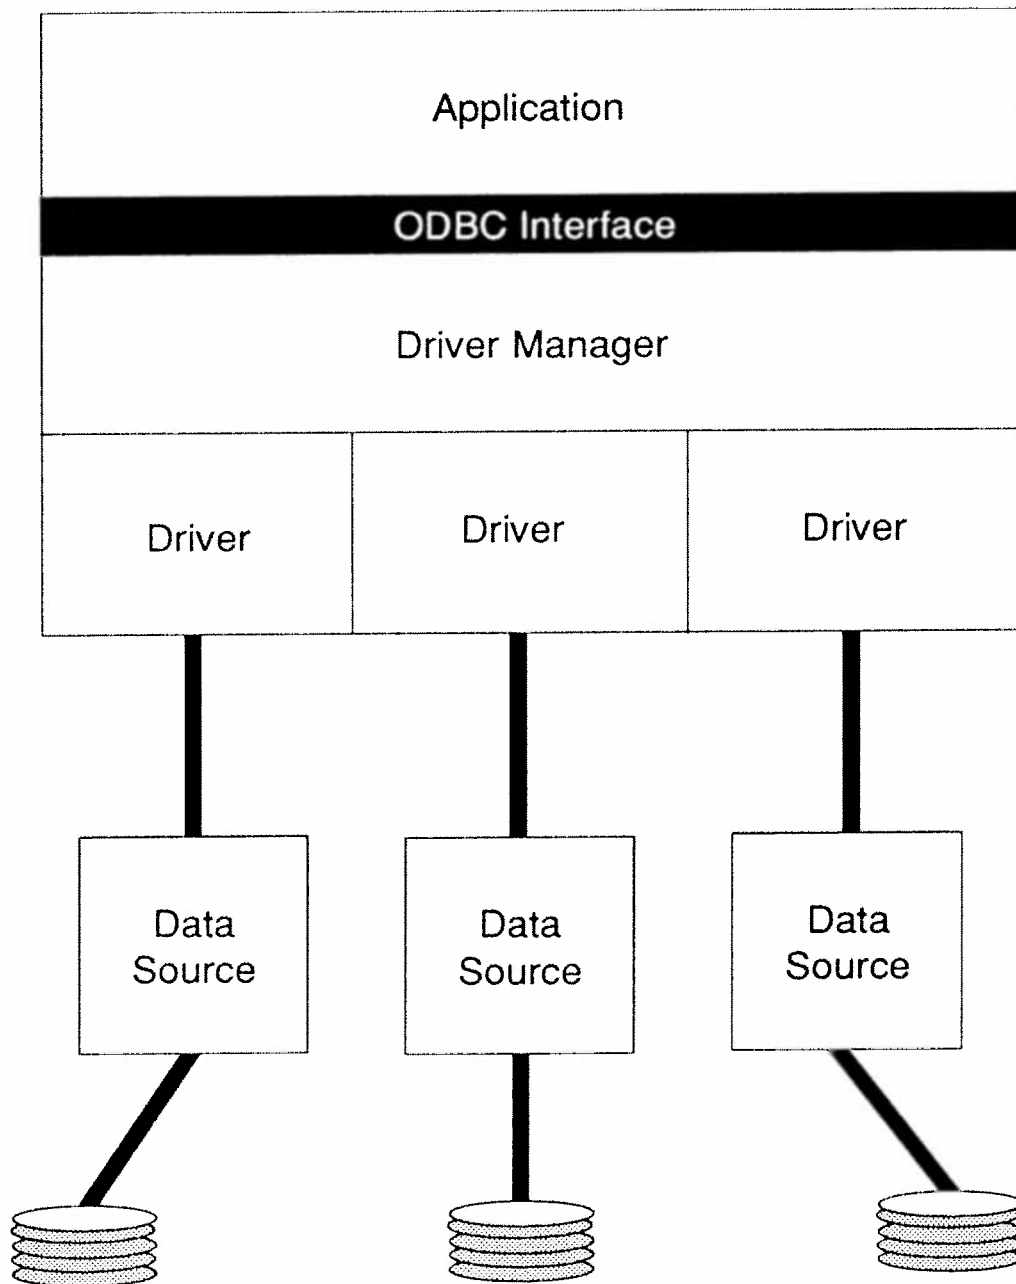 Application
ODBC Interface
Driver Manager
Driver
Driver
Driver
Data
Source
Data
Source
Data
Source